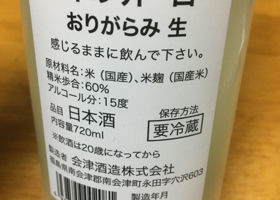 おりがらみ 生
感じるままに飲んで下さい。
原材料名:米(国産)、米麹(国産米)
精米歩合:60%
アルコール分:15度
保存方法
品目 日本酒
要冷蔵
内容量720ml
※飲酒は20歳になってから
製造者 会津酒造株式会社
福島県南会津郡南会津町永田字穴沢603
製造年月